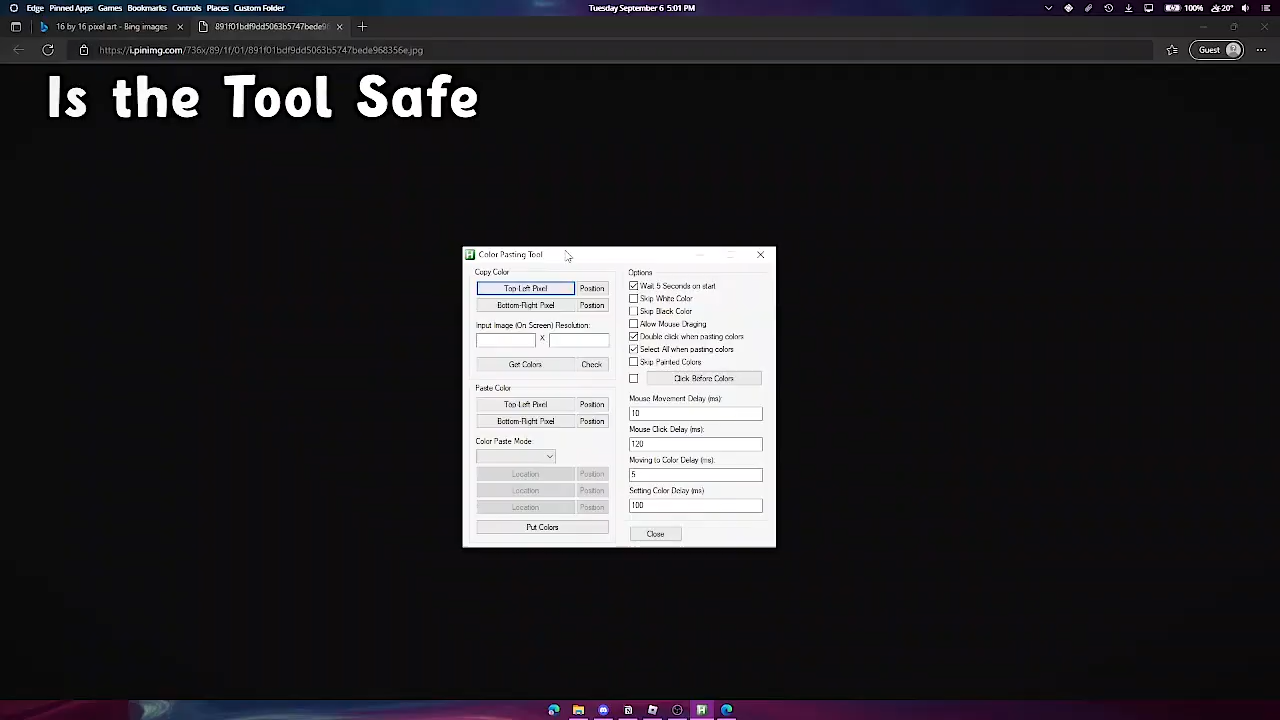 Edge Pinned Apps Games Bookmarks Controls Places Custom Folder
Tuesday September 6 5:01 PM
100%
20°
16 by 16 pixel art - Bing images
891f01bdf9dd5063b5747bede96
https://i.pinimg.com/736x/89/1f/01/891f01bdf9dd5063b5747bede968356e.jpg
Guest
Is the Tool Safe
Color Pasting Tool
Copy Color
Top-Left Pixel Position
Bottom-Right Pixel Position
Input Image (On Screen) Resolution:
X
Get Colors Check
Paste Color
Top-Left Pixel Position
Bottom-Right Pixel Position
Color Paste Mode
Location Position
Location Position
Location Position
Put Colors
Options
Wait 5 Seconds on start
Skip White Color
Skip Black Color
Allow Mouse Draging
Double click when pasting colors
Select All when pasting colors
Skip Painted Colors
Click Before Colors
Mouse Movement Delay (ms):
10
Mouse Click Delay (ms):
120
Moving to Color Delay (ms):
5
Setting Color Delay (ms)
100
Close